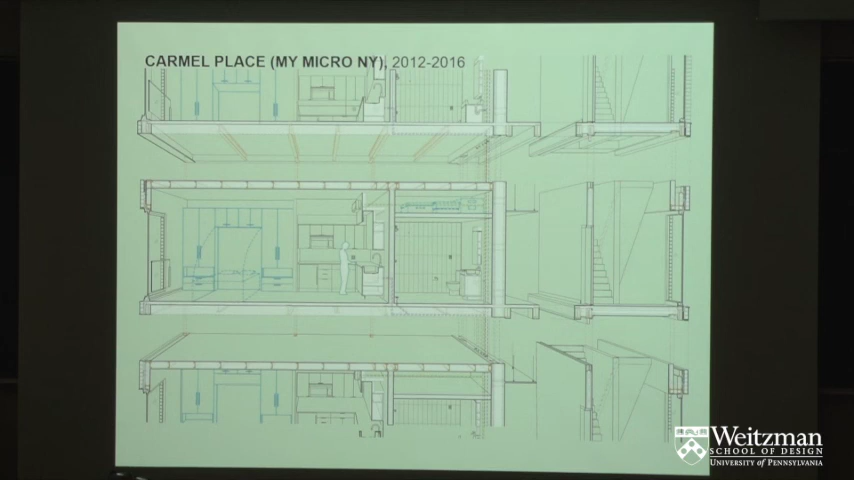 CARMEL PLACE (MY MICRO NY), 2012-2016
Weitzman
SCHOOL OF DESIGN
UNIVERSITY of PENNSYLVANIA